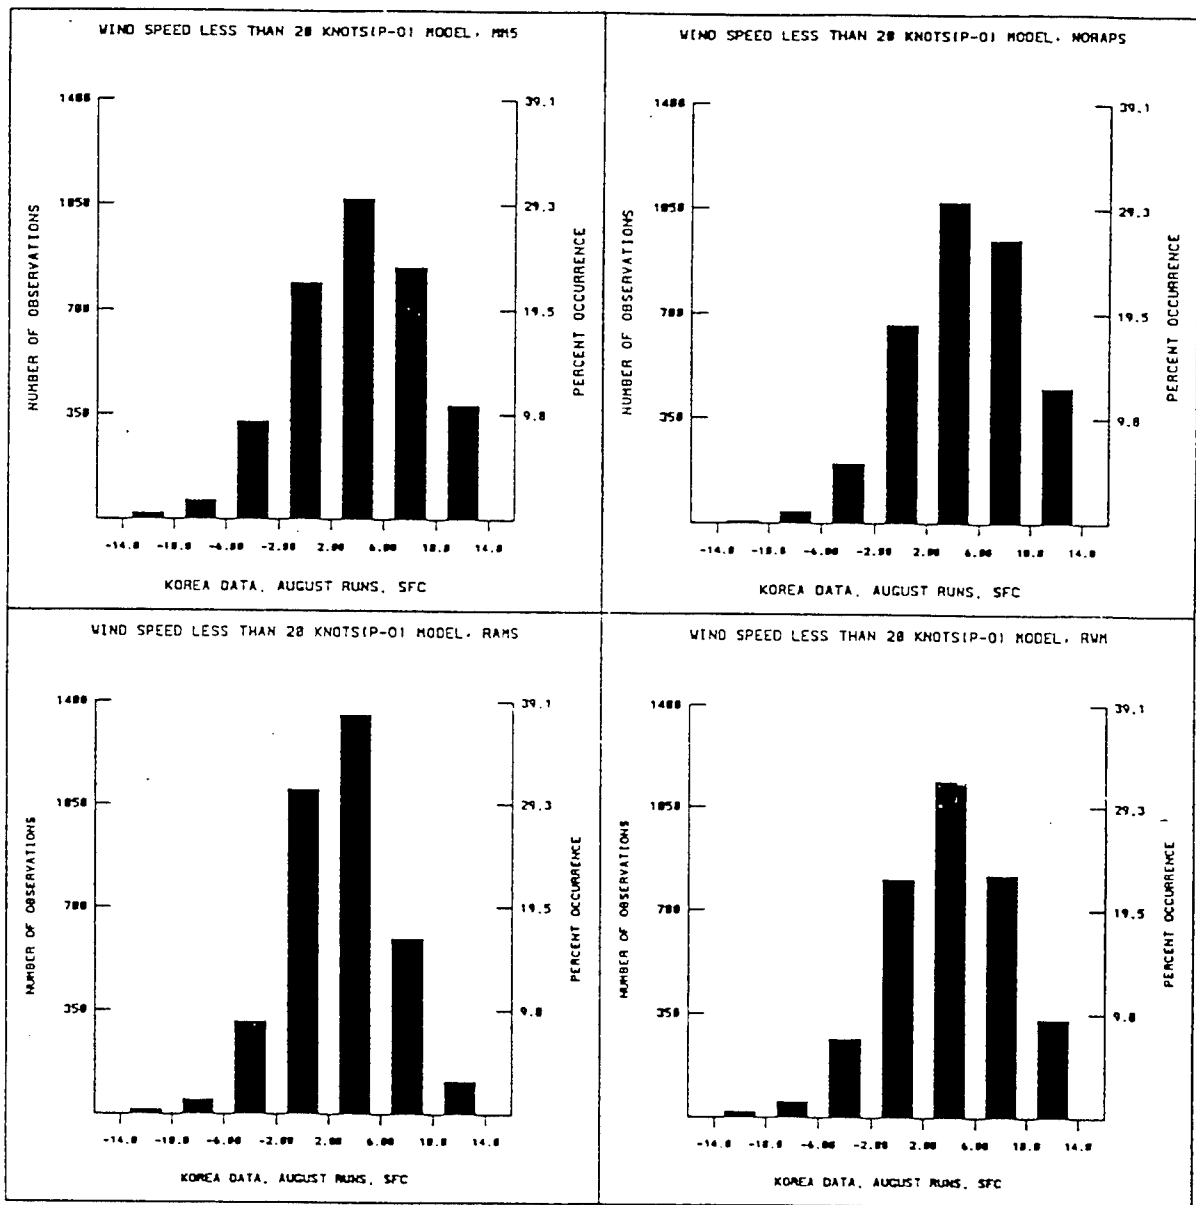 WIND SPEED LESS THAN 20 KNOTS(P-O) MODEL, MM5
1400
1050
700
350
39.1
29.3
19.5
9.8
NUMBER OF OBSERVATIONS
PERCENT OCCURRENCE
-14.0 -10.0 -6.00 -2.00 2.00 6.00 10.0 14.0
KOREA DATA, AUGUST RUNS, SFC
WIND SPEED LESS THAN 20 KNOTS(P-O) MODEL, NORAPS
1400
1050
700
350
39.1
29.3
19.5
9.8
NUMBER OF OBSERVATIONS
PERCENT OCCURRENCE
-14.0 -10.0 -6.00 -2.00 2.00 6.00 10.0 14.0
KOREA DATA, AUGUST RUNS, SFC
WIND SPEED LESS THAN 20 KNOTS(P-O) MODEL, RAMS
1400
1050
700
350
39.1
29.3
19.5
9.8
NUMBER OF OBSERVATIONS
PERCENT OCCURRENCE
-14.0 -10.0 -6.00 -2.00 2.00 6.00 10.0 14.0
KOREA DATA, AUGUST RUNS, SFC
WIND SPEED LESS THAN 20 KNOTS(P-O) MODEL, RWM
1400
1050
700
350
39.1
29.3
19.5
9.8
NUMBER OF OBSERVATIONS
PERCENT OCCURRENCE
-14.0 -10.0 -6.00 -2.00 2.00 6.00 10.0 14.0
KOREA DATA, AUGUST RUNS, SFC